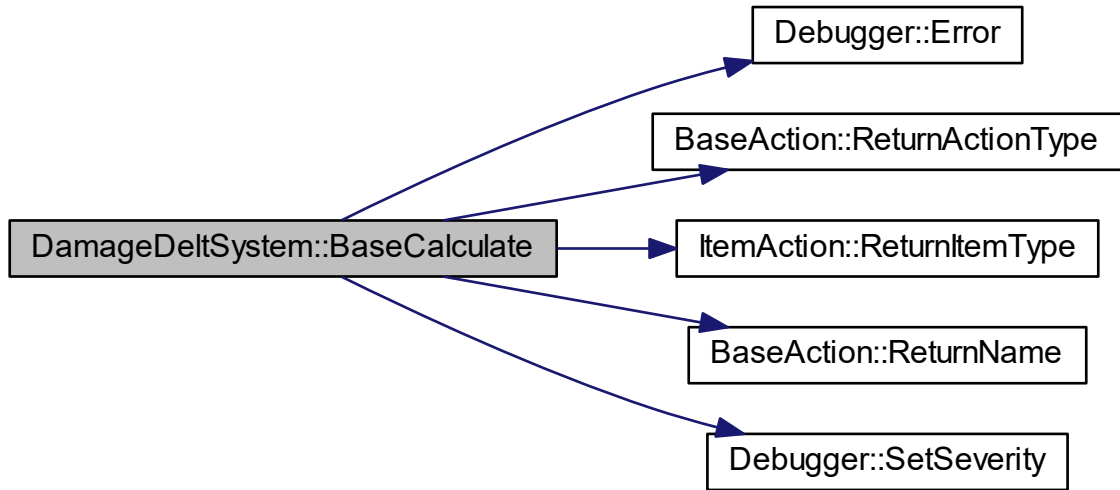 Debugger::Error
BaseAction::ReturnActionType
DamageDeltSystem::BaseCalculate
ItemAction::ReturnItemType
BaseAction::ReturnName
Debugger::SetSeverity